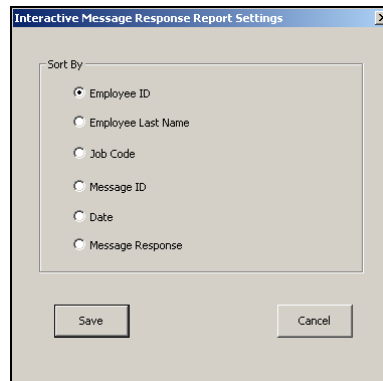 Interactive Message Response Report Settings
Sort By
Employee ID
Employee Last Name
Job Code
Message ID
Date
Message Response
Save
Cancel